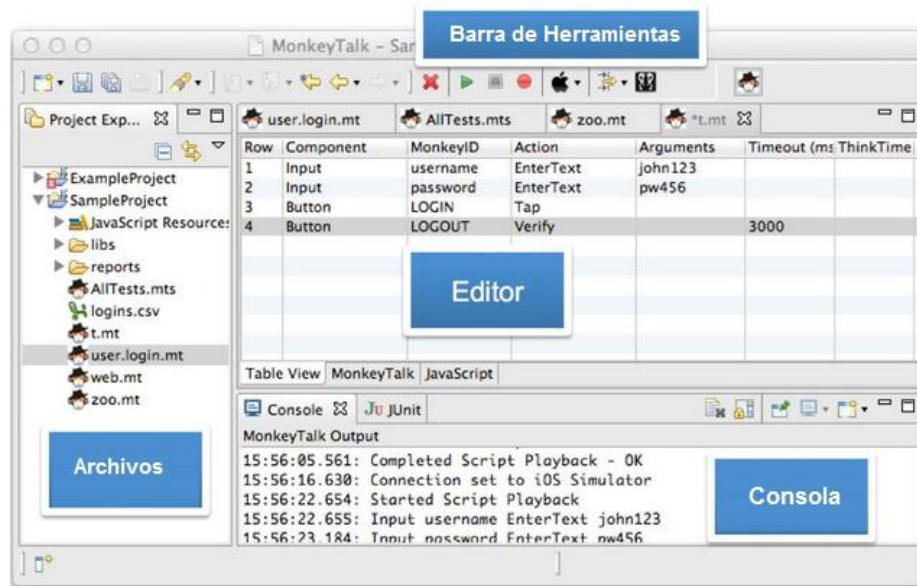 Barra de Herramientas
MonkeyTalk – Sar
Project Exp...
user.login.mt AllTests.mts zoo.mt *t.mt
Row Component MonkeyID Action Arguments Timeout (ms ThinkTime
1 Input username EnterText john123
2 Input password EnterText pw456
3 Button LOGIN Tap
4 Button LOGOUT Verify 3000
ExampleProject
SampleProject
JavaScript Resource:
libs
reports
AllTests.mts
logins.csv
t.mt
user.login.mt
web.mt
zoo.mt
Archivos
Editor
Table View MonkeyTalk JavaScript
Console JU JUnit
MonkeyTalk Output
15:56:05.561: Completed Script Playback - OK
15:56:16.630: Connection set to iOS Simulator
15:56:22.654: Started Script Playback
15:56:22.655: Input username EnterText john123
15:56:23.184: Input password EnterText pw456
Consola